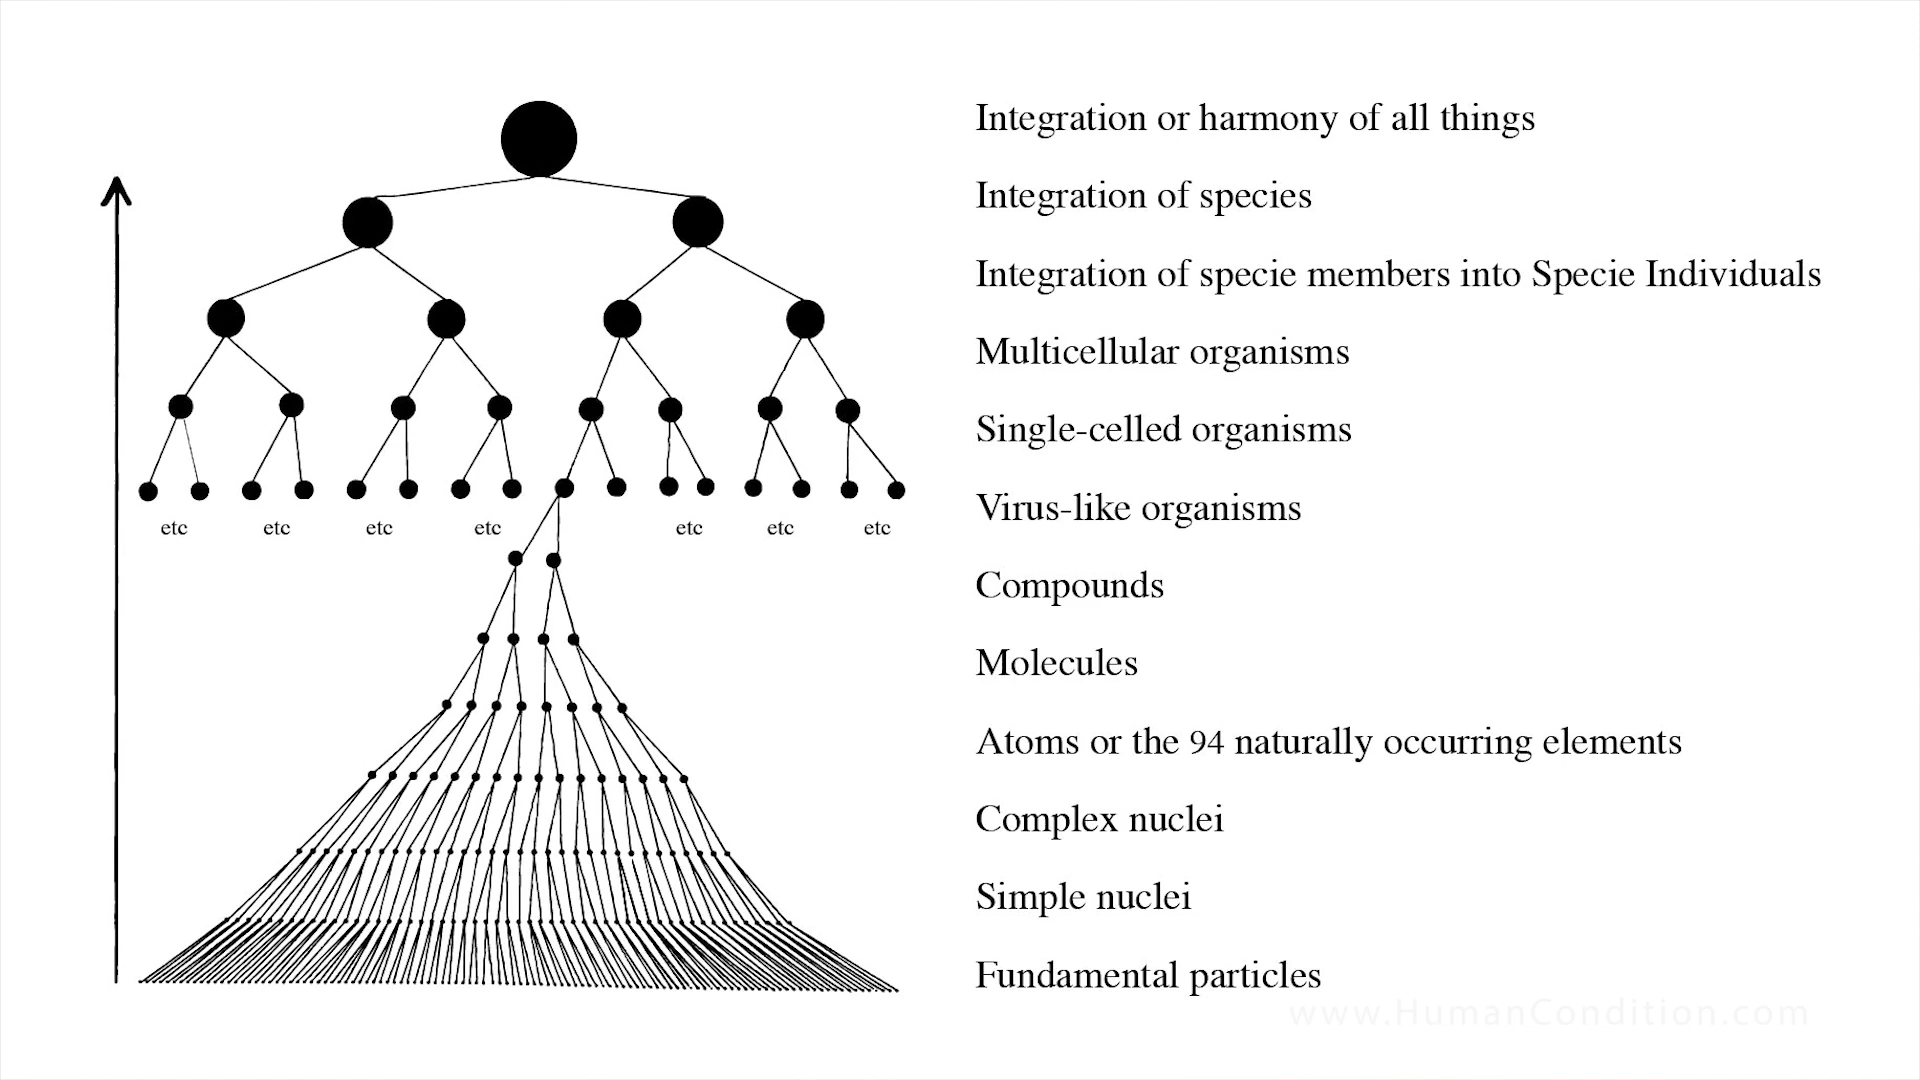 Integration or harmony of all things
Integration of species
Integration of specie members into Specie Individuals
Multicellular organisms
Single-celled organisms
Virus-like organisms
Compounds
Molecules
Atoms or the 94 naturally occurring elements
Complex nuclei
Simple nuclei
Fundamental particles
etc
etc
etc
etc
etc
etc
etc
www.HumanCondition.com